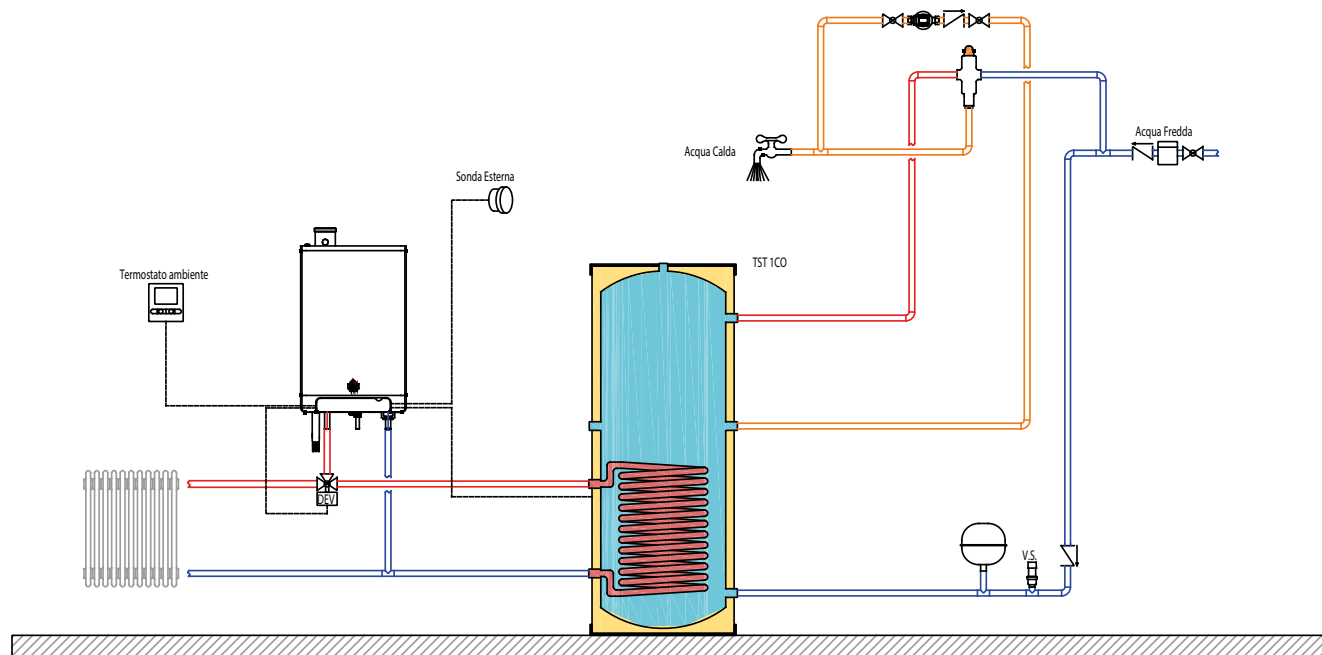 Acqua Fredda
Acqua Calda
Sonda Esterna
TST 1CO
Termostato ambiente
DEV
V.S.